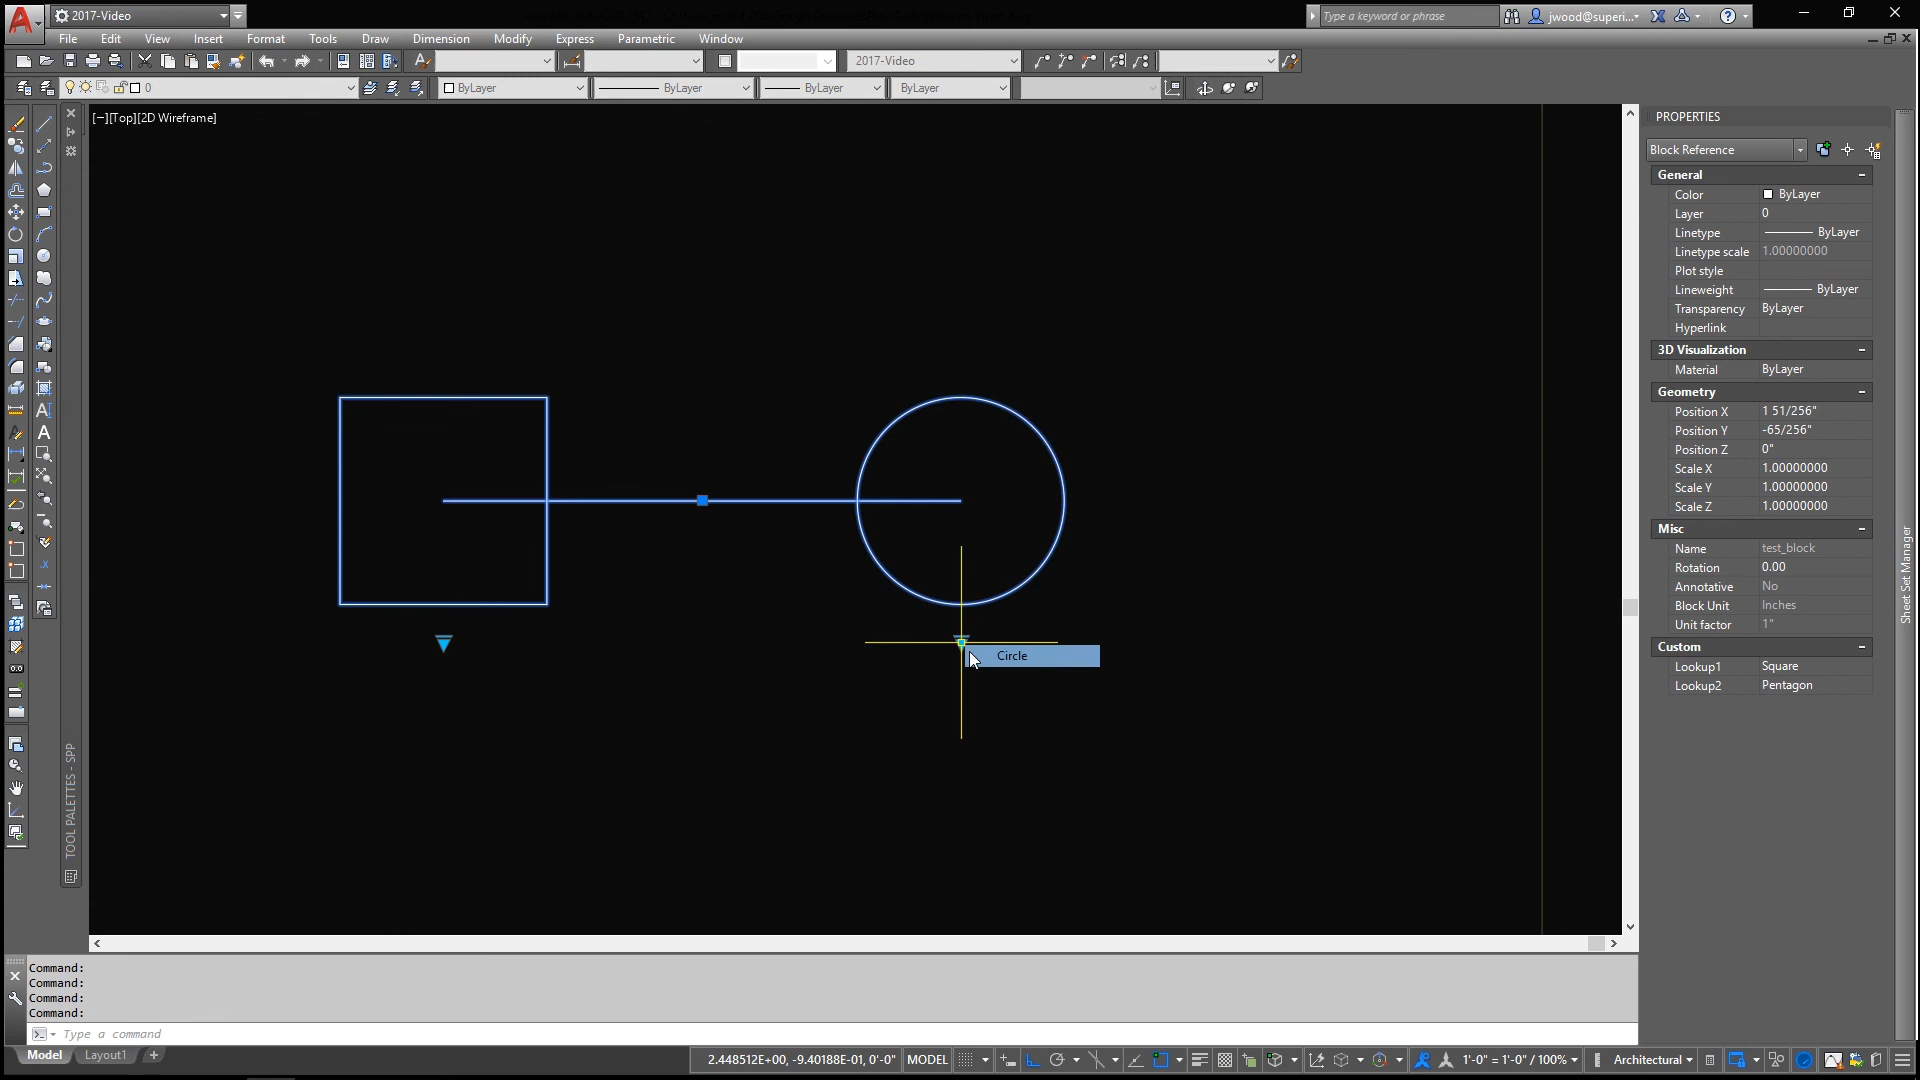 2017-Video
Type a keyword or phrase
jwood@superi...
File Edit View Insert Format Tools Draw Dimension Modify Express Parametric Window
2017-Video
0
ByLayer
ByLayer
ByLayer
ByLayer
[−][Top][2D Wireframe]
Circle
TOOL PALETTES - SPP
PROPERTIES
Block Reference
General
Color ByLayer
Layer 0
Linetype ByLayer
Linetype scale 1.00000000
Plot style
Lineweight ByLayer
Transparency ByLayer
Hyperlink
3D Visualization
Material ByLayer
Geometry
Position X 1 51/256"
Position Y -65/256"
Position Z 0"
Scale X 1.00000000
Scale Y 1.00000000
Scale Z 1.00000000
Misc
Name test_block
Rotation 0.00
Annotative No
Block Unit Inches
Unit factor 1"
Custom
Lookup1 Square
Lookup2 Pentagon
Sheet Set Manager
Command:
Command:
Command:
Command:
Type a command
Model Layout1 +
2.448512E+00, -9.40188E-01, 0'-0" MODEL 1'-0" = 1'-0" / 100% Architectural